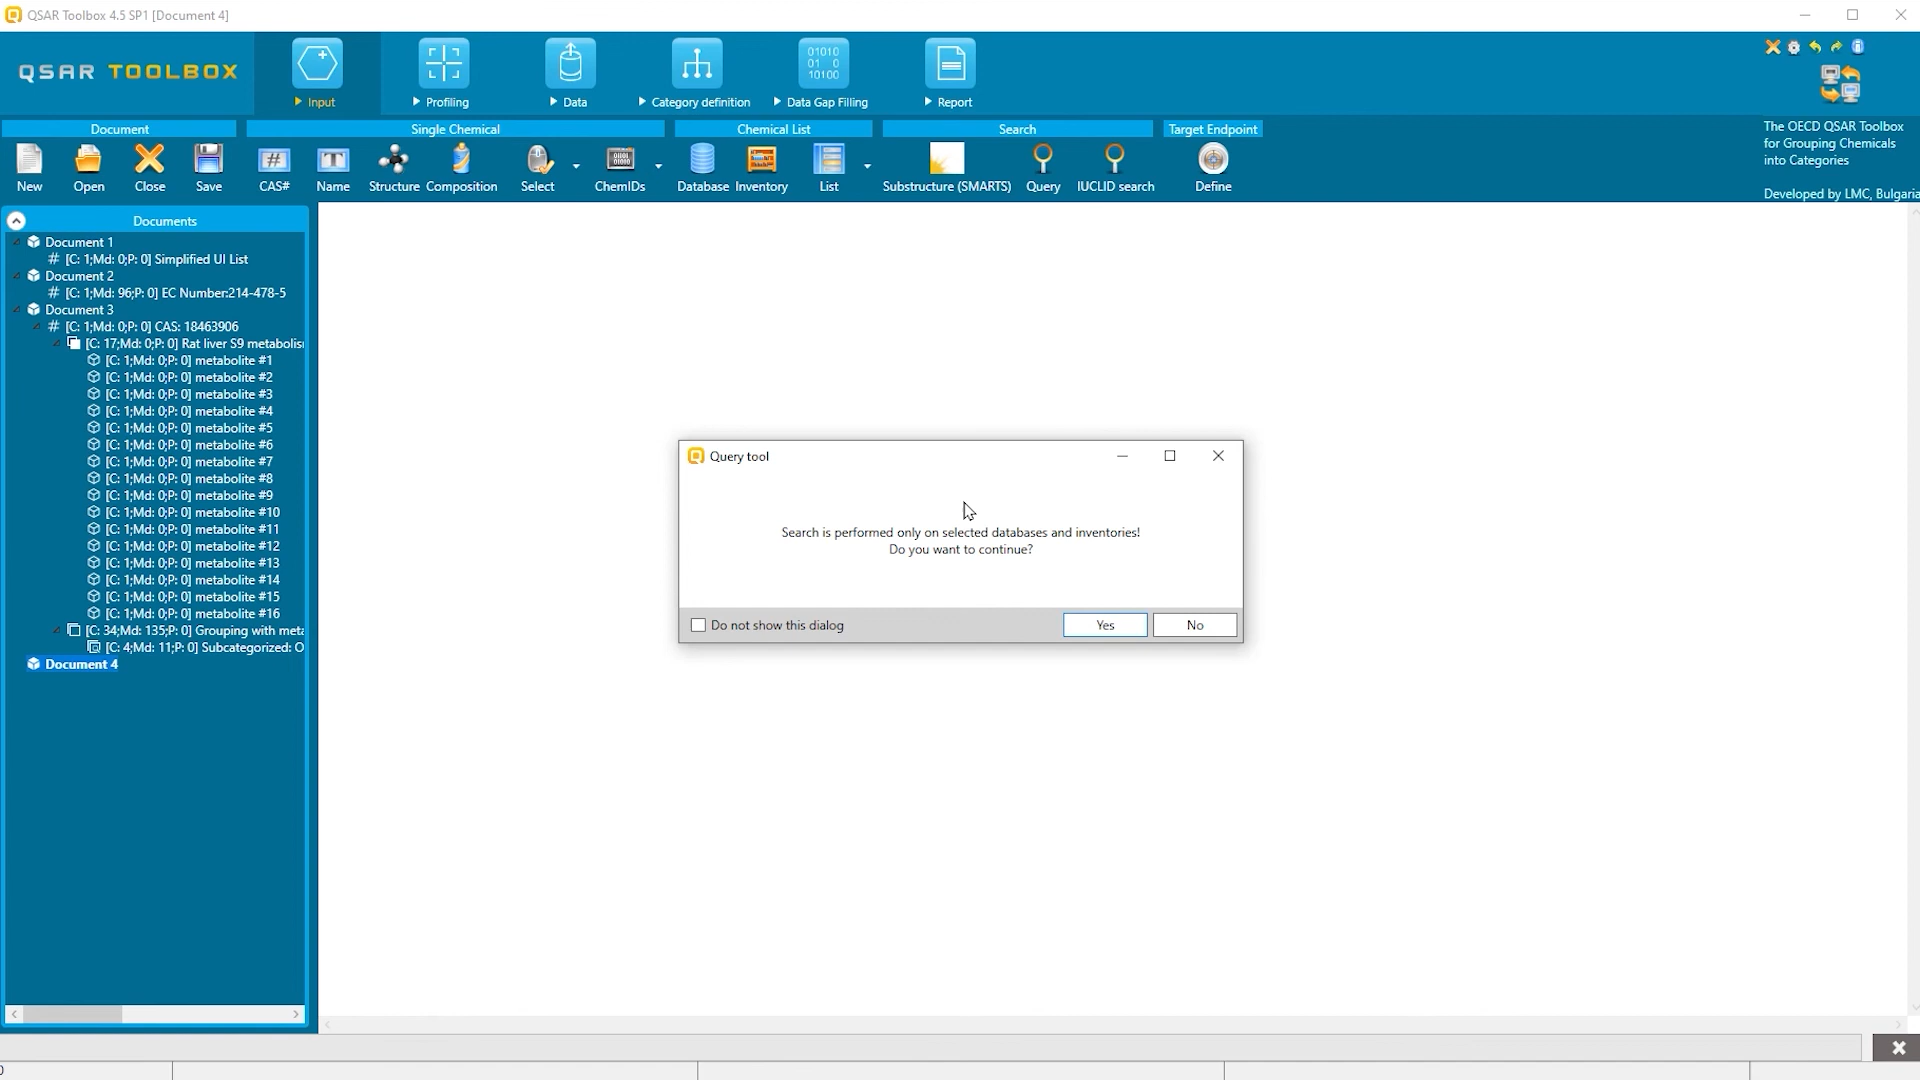 QSAR Toolbox 4.5 SP1 [Document 4]
QSAR TOOLBOX
Input
Profiling
Data
Category definition
01010
01 0
10100
Data Gap Filling
Report
Document
Single Chemical
Chemical List
Search
Target Endpoint
New
Open
Close
Save
#
CAS#
T
Name
Structure
Composition
Select
ChemIDs
Database
Inventory
List
Substructure (SMARTS)
Query
IUCLID search
Define
The OECD QSAR Toolbox
for Grouping Chemicals
into Categories
Developed by LMC, Bulgaria
Documents
Document 1
# [C: 1;Md: 0;P: 0] Simplified UI List
Document 2
# [C: 1;Md: 96;P: 0] EC Number:214-478-5
Document 3
# [C: 1;Md: 0;P: 0] CAS: 18463906
[C: 17;Md: 0;P: 0] Rat liver S9 metabolis
[C: 1;Md: 0;P: 0] metabolite #1
[C: 1;Md: 0;P: 0] metabolite #2
[C: 1;Md: 0;P: 0] metabolite #3
[C: 1;Md: 0;P: 0] metabolite #4
[C: 1;Md: 0;P: 0] metabolite #5
[C: 1;Md: 0;P: 0] metabolite #6
[C: 1;Md: 0;P: 0] metabolite #7
[C: 1;Md: 0;P: 0] metabolite #8
[C: 1;Md: 0;P: 0] metabolite #9
[C: 1;Md: 0;P: 0] metabolite #10
[C: 1;Md: 0;P: 0] metabolite #11
[C: 1;Md: 0;P: 0] metabolite #12
[C: 1;Md: 0;P: 0] metabolite #13
[C: 1;Md: 0;P: 0] metabolite #14
[C: 1;Md: 0;P: 0] metabolite #15
[C: 1;Md: 0;P: 0] metabolite #16
[C: 34;Md: 135;P: 0] Grouping with meta
[C: 4;Md: 11;P: 0] Subcategorized: O
Document 4
Query tool
Search is performed only on selected databases and inventories!
Do you want to continue?
Do not show this dialog
Yes
No